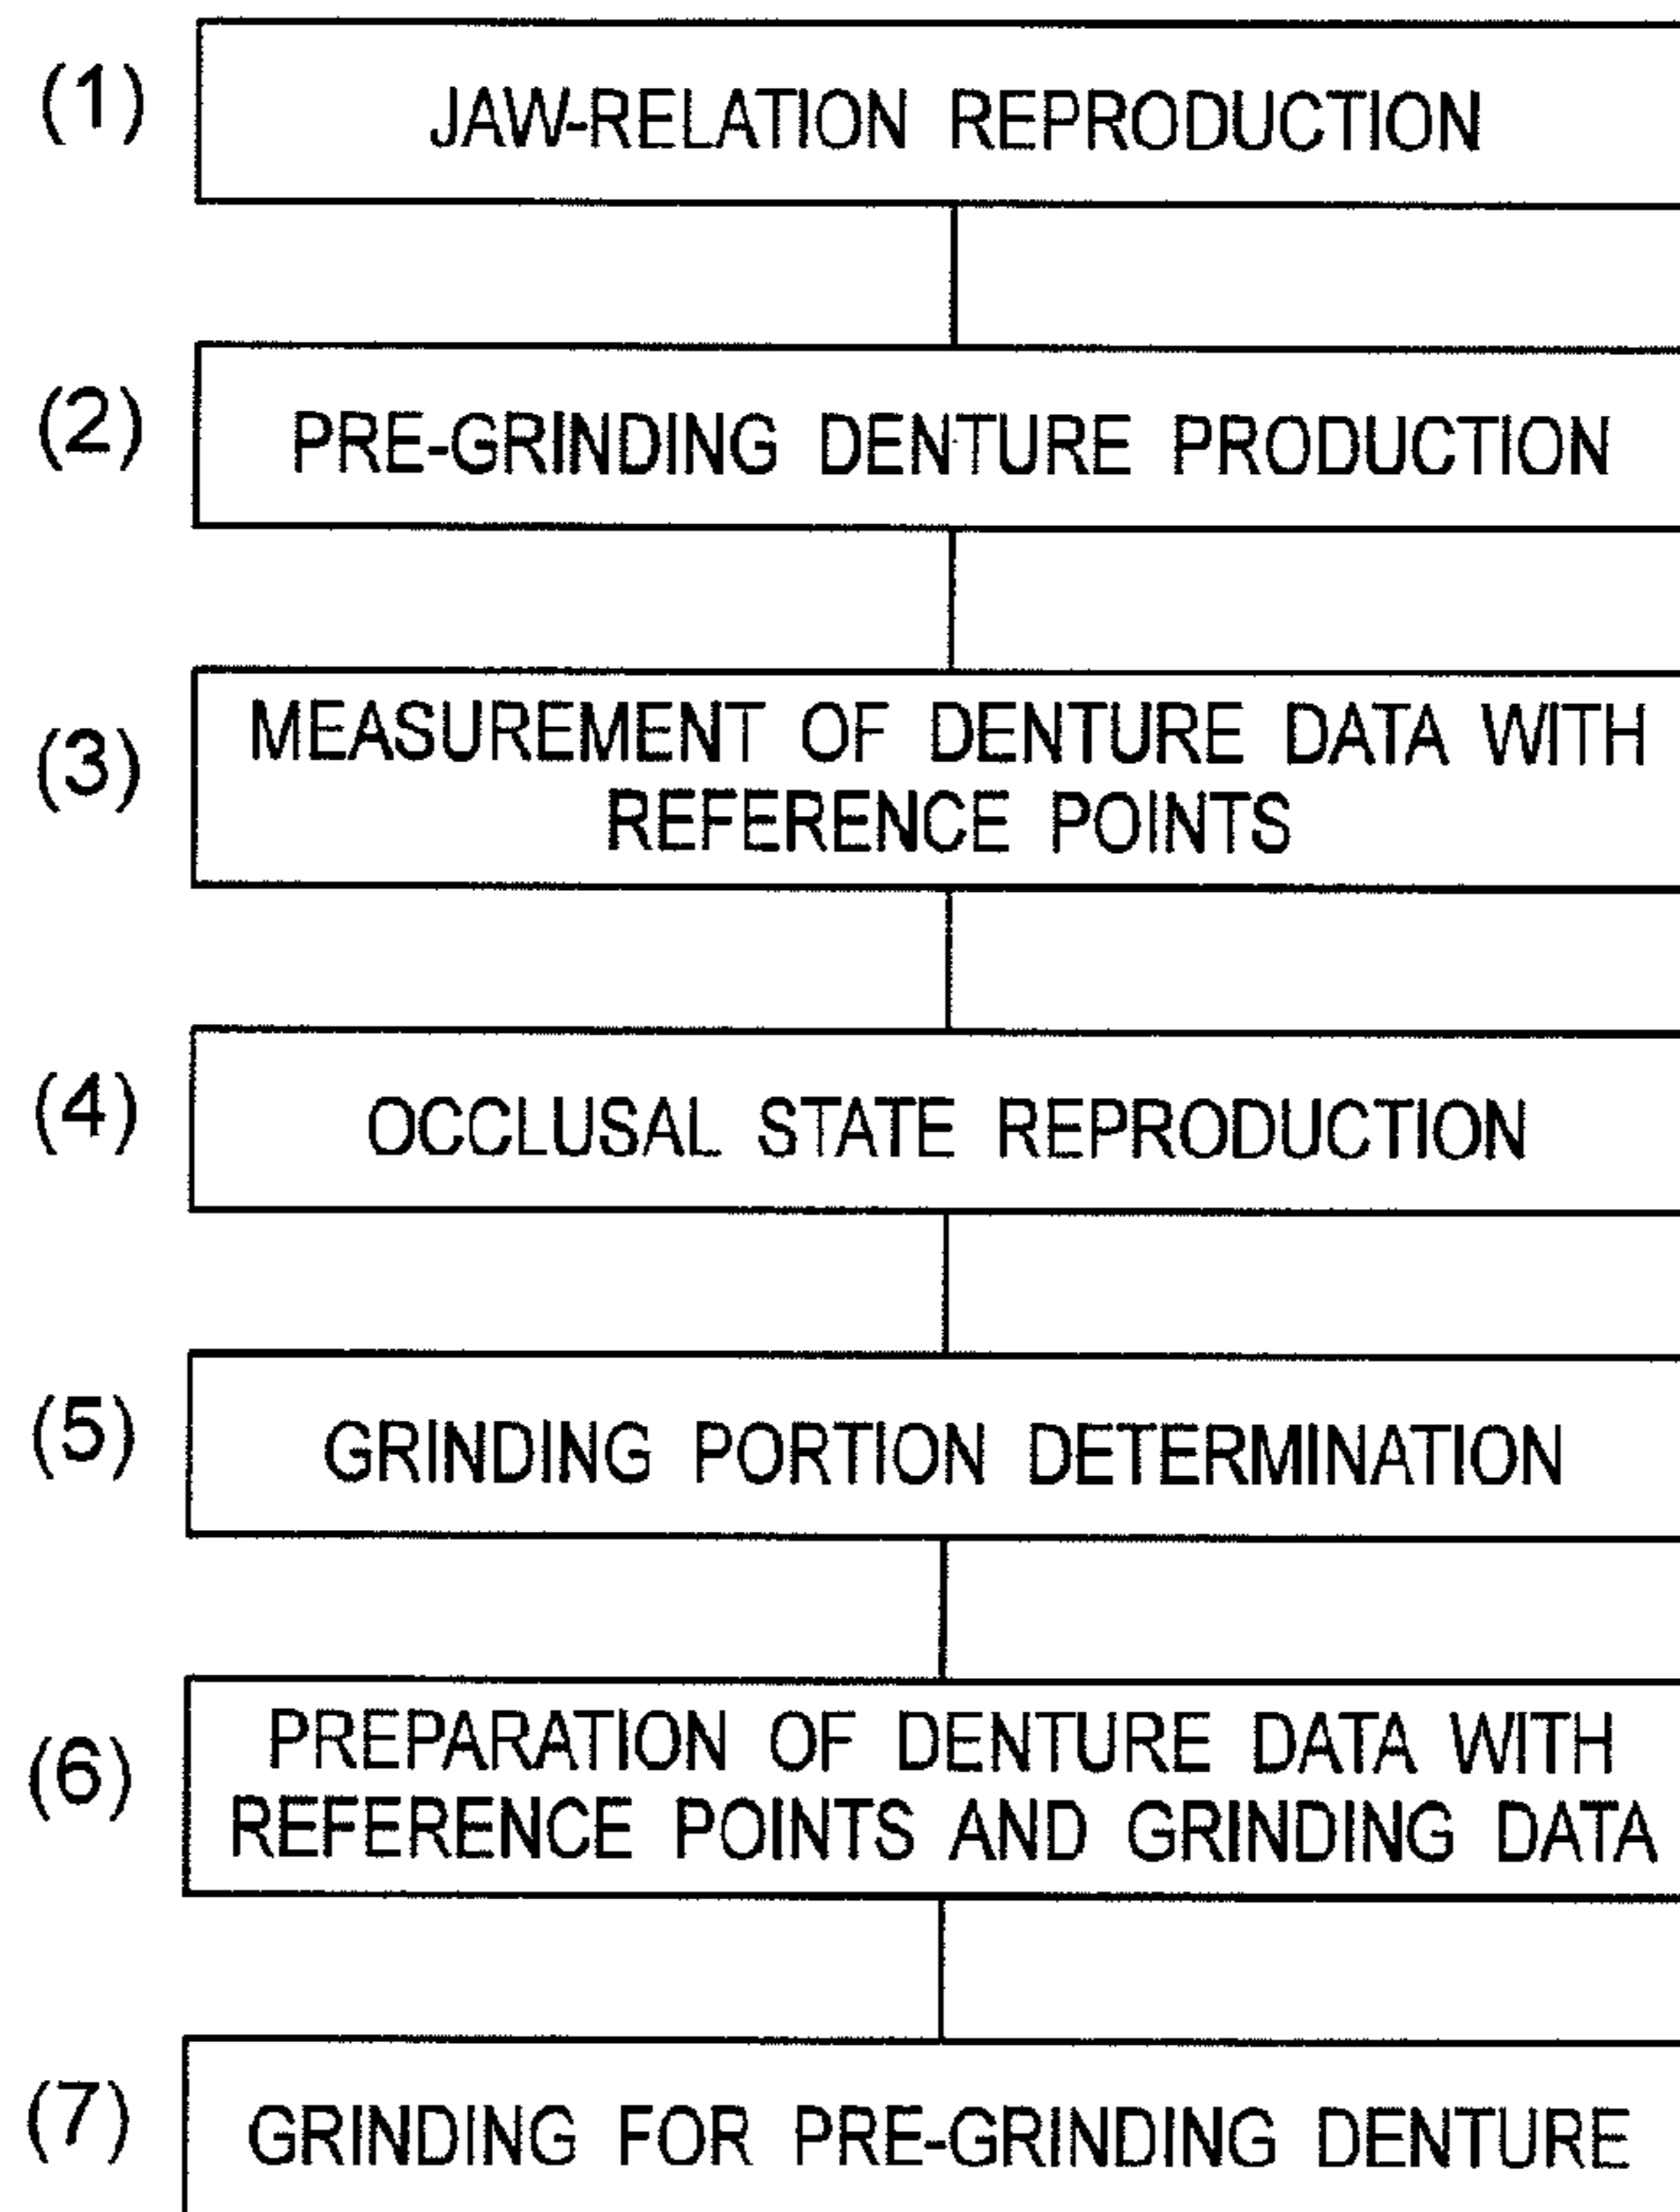 (1) JAW-RELATION REPRODUCTION
(2) PRE-GRINDING DENTURE PRODUCTION
(3) MEASUREMENT OF DENTURE DATA WITH
REFERENCE POINTS
(4) OCCLUSAL STATE REPRODUCTION
(5) GRINDING PORTION DETERMINATION
(6) PREPARATION OF DENTURE DATA WITH
REFERENCE POINTS AND GRINDING DATA
(7) GRINDING FOR PRE-GRINDING DENTURE